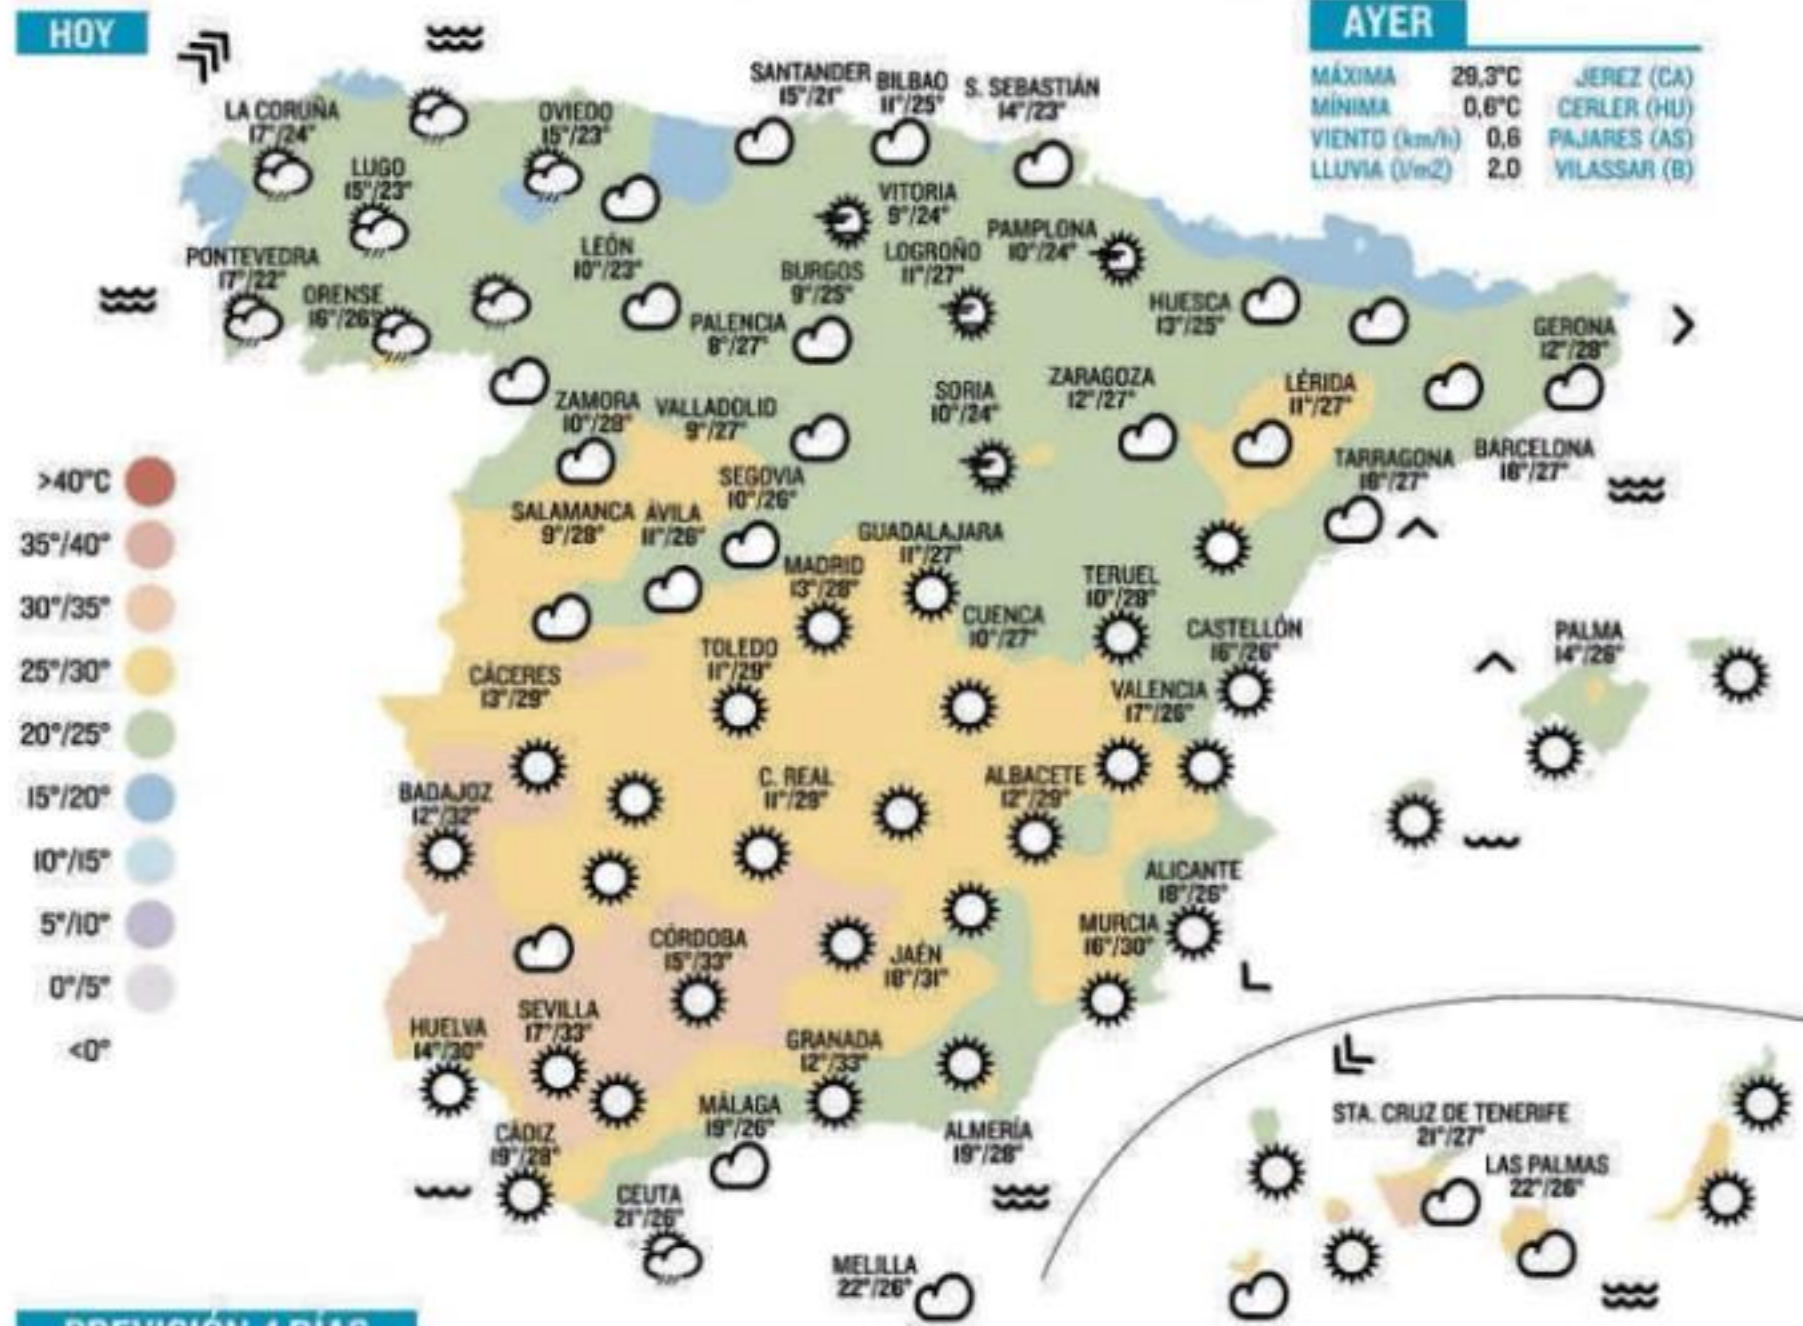 HOY
AYER
MÁXIMA 29,3°C JEREZ (CA)
MÍNIMA 0,6°C CERLER (HU)
VIENTO (km/h) 0,6 PAJARES (AS)
LLUVIA (l/m2) 2,0 VILASSAR (B)
SANTANDER
15°/21°
BILBAO
11°/25°
S. SEBASTIÁN
14°/23°
LA CORUÑA
17°/24°
OVIEDO
15°/23°
LUGO
15°/23°
VITORIA
9°/24°
PAMPLONA
10°/24°
PONTEVEDRA
17°/22°
LEÓN
10°/23°
BURGOS
9°/25°
LOGROÑO
11°/27°
ORENSE
16°/26°
PALENCIA
8°/27°
HUESCA
13°/25°
GERONA
12°/28°
ZAMORA
10°/28°
VALLADOLID
9°/27°
SORIA
10°/24°
ZARAGOZA
12°/27°
LÉRIDA
11°/27°
SEGOVIA
10°/26°
TARRAGONA
16°/27°
BARCELONA
18°/27°
SALAMANCA
9°/28°
ÁVILA
11°/26°
GUADALAJARA
11°/27°
MADRID
13°/28°
TERUEL
10°/28°
CUENCA
10°/27°
CASTELLÓN
16°/26°
PALMA
14°/26°
TOLEDO
11°/29°
CÁCERES
13°/29°
VALENCIA
17°/26°
BADAJOZ
12°/32°
C. REAL
11°/29°
ALBACETE
12°/29°
ALICANTE
18°/26°
CÓRDOBA
15°/33°
JAÉN
18°/31°
MURCIA
16°/30°
HUELVA
14°/30°
SEVILLA
17°/33°
GRANADA
12°/33°
CÁDIZ
19°/28°
MÁLAGA
19°/26°
ALMERÍA
19°/28°
CEUTA
21°/26°
MELILLA
22°/26°
STA. CRUZ DE TENERIFE
21°/27°
LAS PALMAS
22°/26°
>40°C
35°/40°
30°/35°
25°/30°
20°/25°
15°/20°
10°/15°
5°/10°
0°/5°
<0°
PREVISIÓN 4 DÍAS